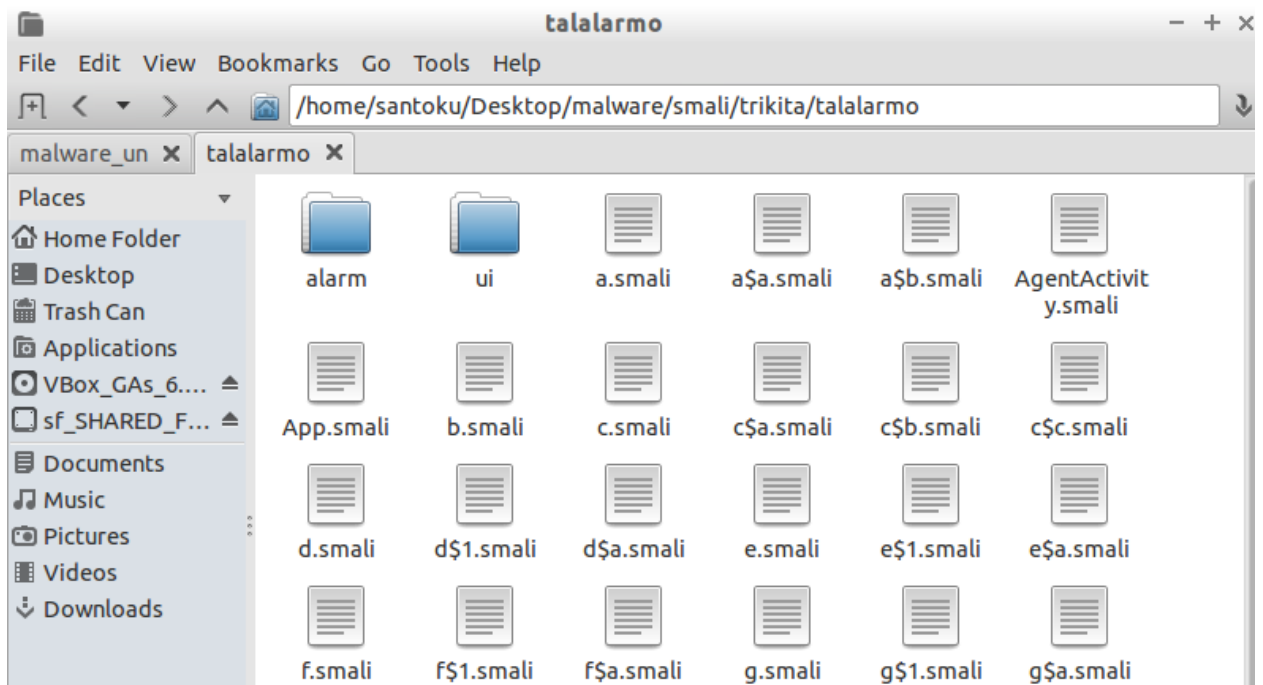 talalarmo
File Edit View Bookmarks Go Tools Help
/home/santoku/Desktop/malware/smali/trikita/talalarmo
malware_un talalarmo
Places
Home Folder
Desktop
Trash Can
Applications
VBox_GAs_6....
sf_SHARED_F...
Documents
Music
Pictures
Videos
Downloads
alarm ui a.smali a$a.smali a$b.smali AgentActivit
y.smali
App.smali b.smali c.smali c$a.smali c$b.smali c$c.smali
d.smali d$1.smali d$a.smali e.smali e$1.smali e$a.smali
f.smali f$1.smali f$a.smali g.smali g$1.smali g$a.smali